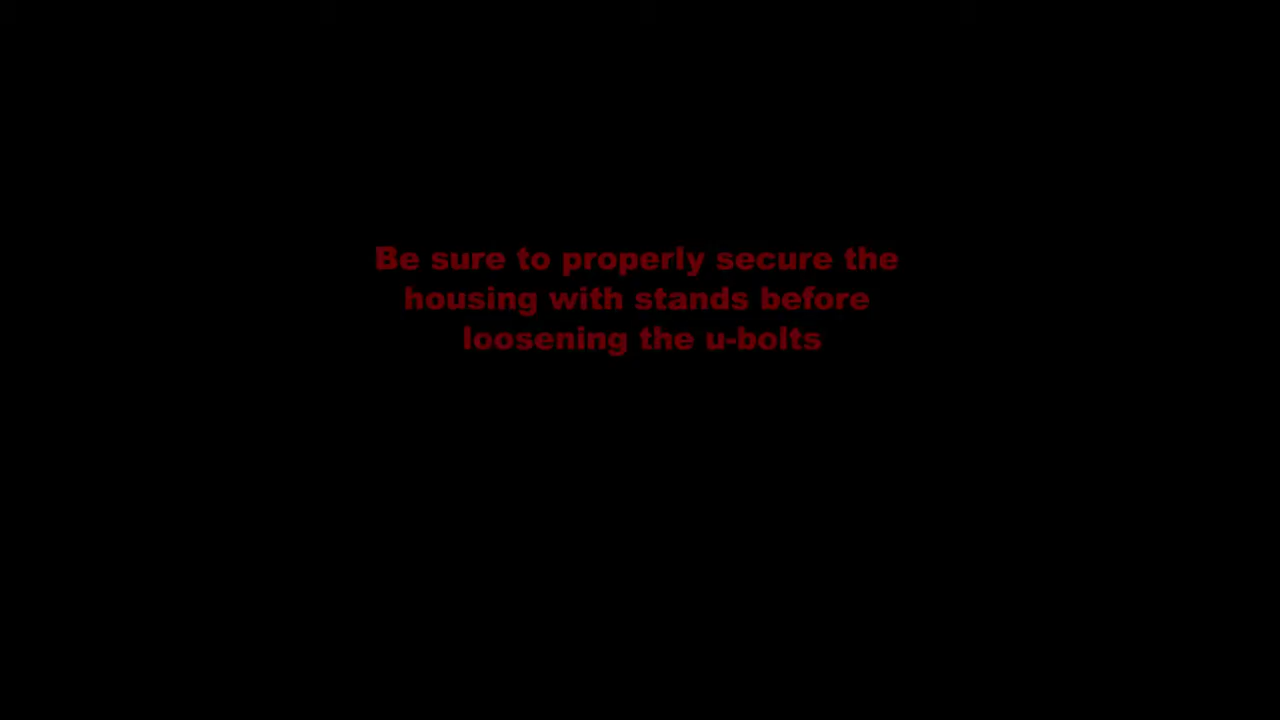 Be sure to properly secure the
housing with stands before
loosening the u-bolts